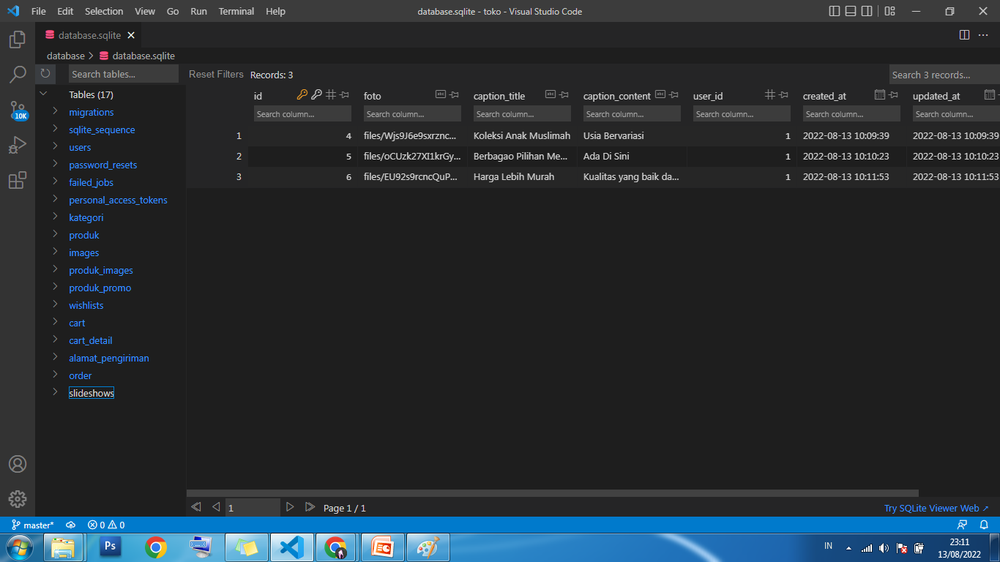 File Edit Selection View Go Run Terminal Help database.sqlite - toko - Visual Studio Code
database.sqlite
database > database.sqlite
Search tables... Reset Filters Records: 3 Search 3 records...
Tables (17)
migrations
sqlite_sequence
users
password_resets
failed_jobs
personal_access_tokens
kategori
produk
images
produk_images
produk_promo
wishlists
cart
cart_detail
alamat_pengiriman
order
slideshows
id foto caption_title caption_content user_id created_at updated_at
Search column... Search column... Search column... Search column... Search column... Search column... Search column...
1 4 files/Wjs9J6e9sxrznc... Koleksi Anak Muslimah Usia Bervariasi 1 2022-08-13 10:09:39 2022-08-13 10:09:39
2 5 files/oCUzk27XI1krGy... Berbagao Pilihan Me... Ada Di Sini 1 2022-08-13 10:10:23 2022-08-13 10:10:23
3 6 files/EU92s9rcncQuP... Harga Lebih Murah Kualitas yang baik da... 1 2022-08-13 10:11:53 2022-08-13 10:11:53
10K
1 Page 1 / 1 Try SQLite Viewer Web ↗
master* 0 0
Ps
IN 23:11
13/08/2022